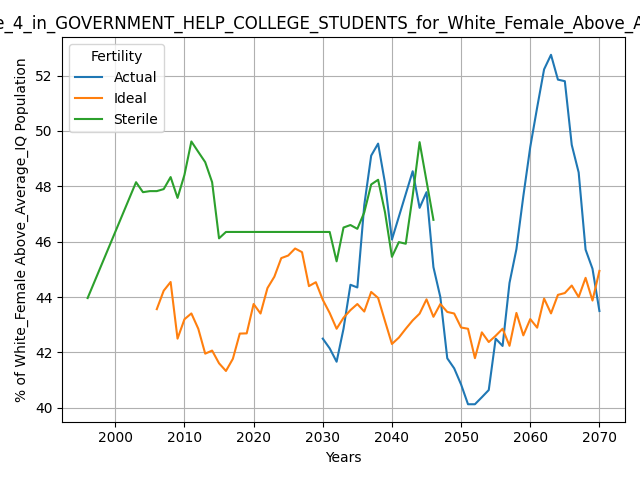 e_4_in_GOVERNMENT_HELP_COLLEGE_STUDENTS_for_White_Female_Above_A
Fertility
Actual
Ideal
Sterile
% of White_Female Above_Average_IQ Population
52
50
48
46
44
42
40
2000 2010 2020 2030 2040 2050 2060 2070
Years